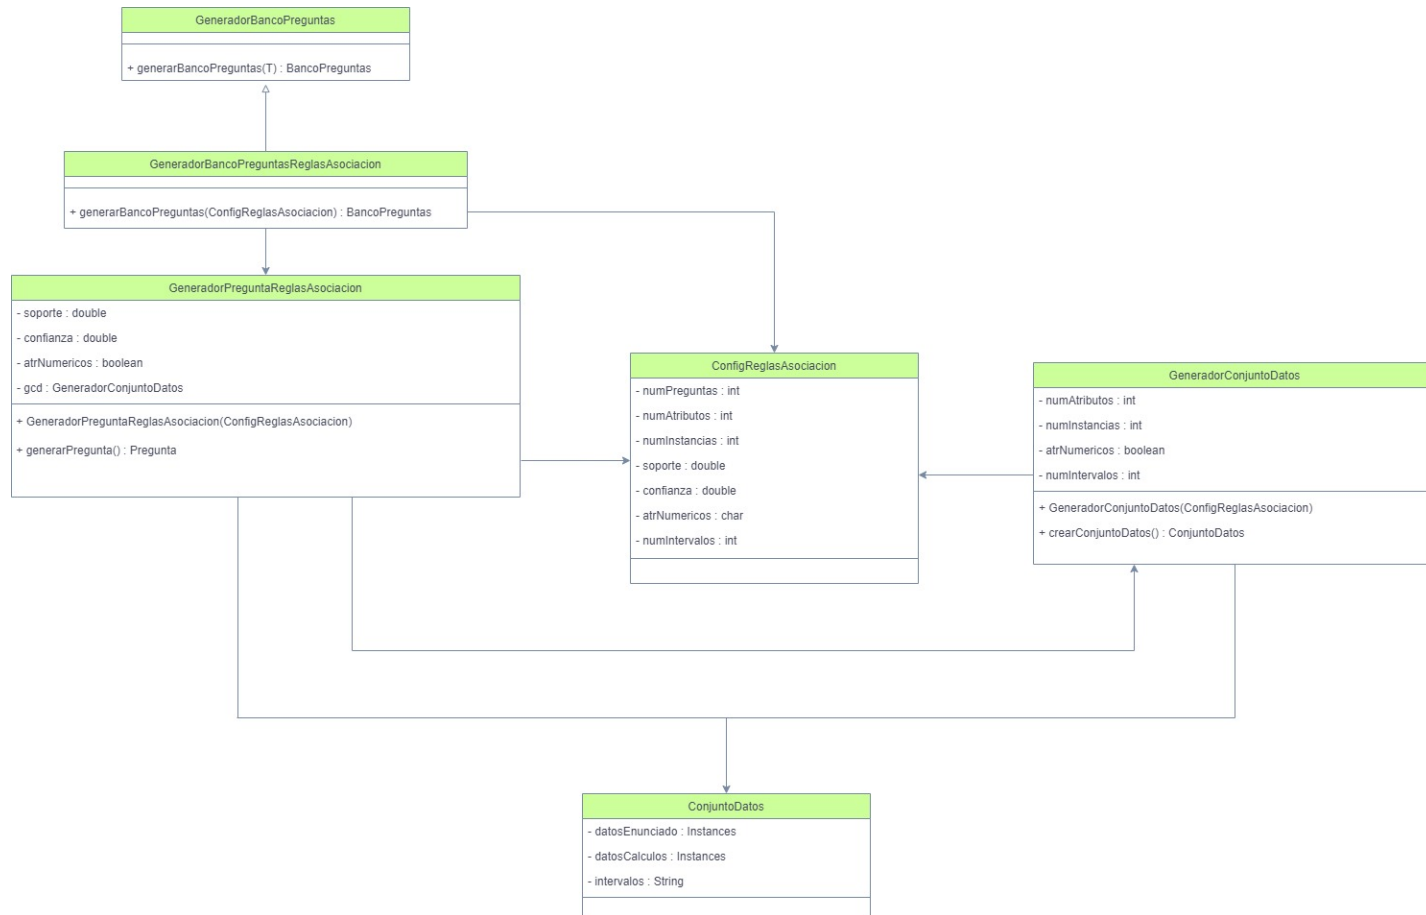 GeneradorBancoPreguntas
+ generarBancoPreguntas(T) : BancoPreguntas
GeneradorBancoPreguntasReglasAsociacion
+ generarBancoPreguntas(ConfigReglasAsociacion) : BancoPreguntas
GeneradorPreguntaReglasAsociacion
- soporte : double
- confianza : double
- atrNumericos : boolean
- gcd : GeneradorConjuntoDatos
+ GeneradorPreguntaReglasAsociacion(ConfigReglasAsociacion)
+ generarPregunta() : Pregunta
ConfigReglasAsociacion
- numPreguntas : int
- numAtributos : int
- numInstancias : int
- soporte : double
- confianza : double
- atrNumericos : char
- numIntervalos : int
GeneradorConjuntoDatos
- numAtributos : int
- numInstancias : int
- atrNumericos : boolean
- numIntervalos : int
+ GeneradorConjuntoDatos(ConfigReglasAsociacion)
+ crearConjuntoDatos() : ConjuntoDatos
ConjuntoDatos
- datosEnunciado : Instances
- datosCalculos : Instances
- intervalos : String